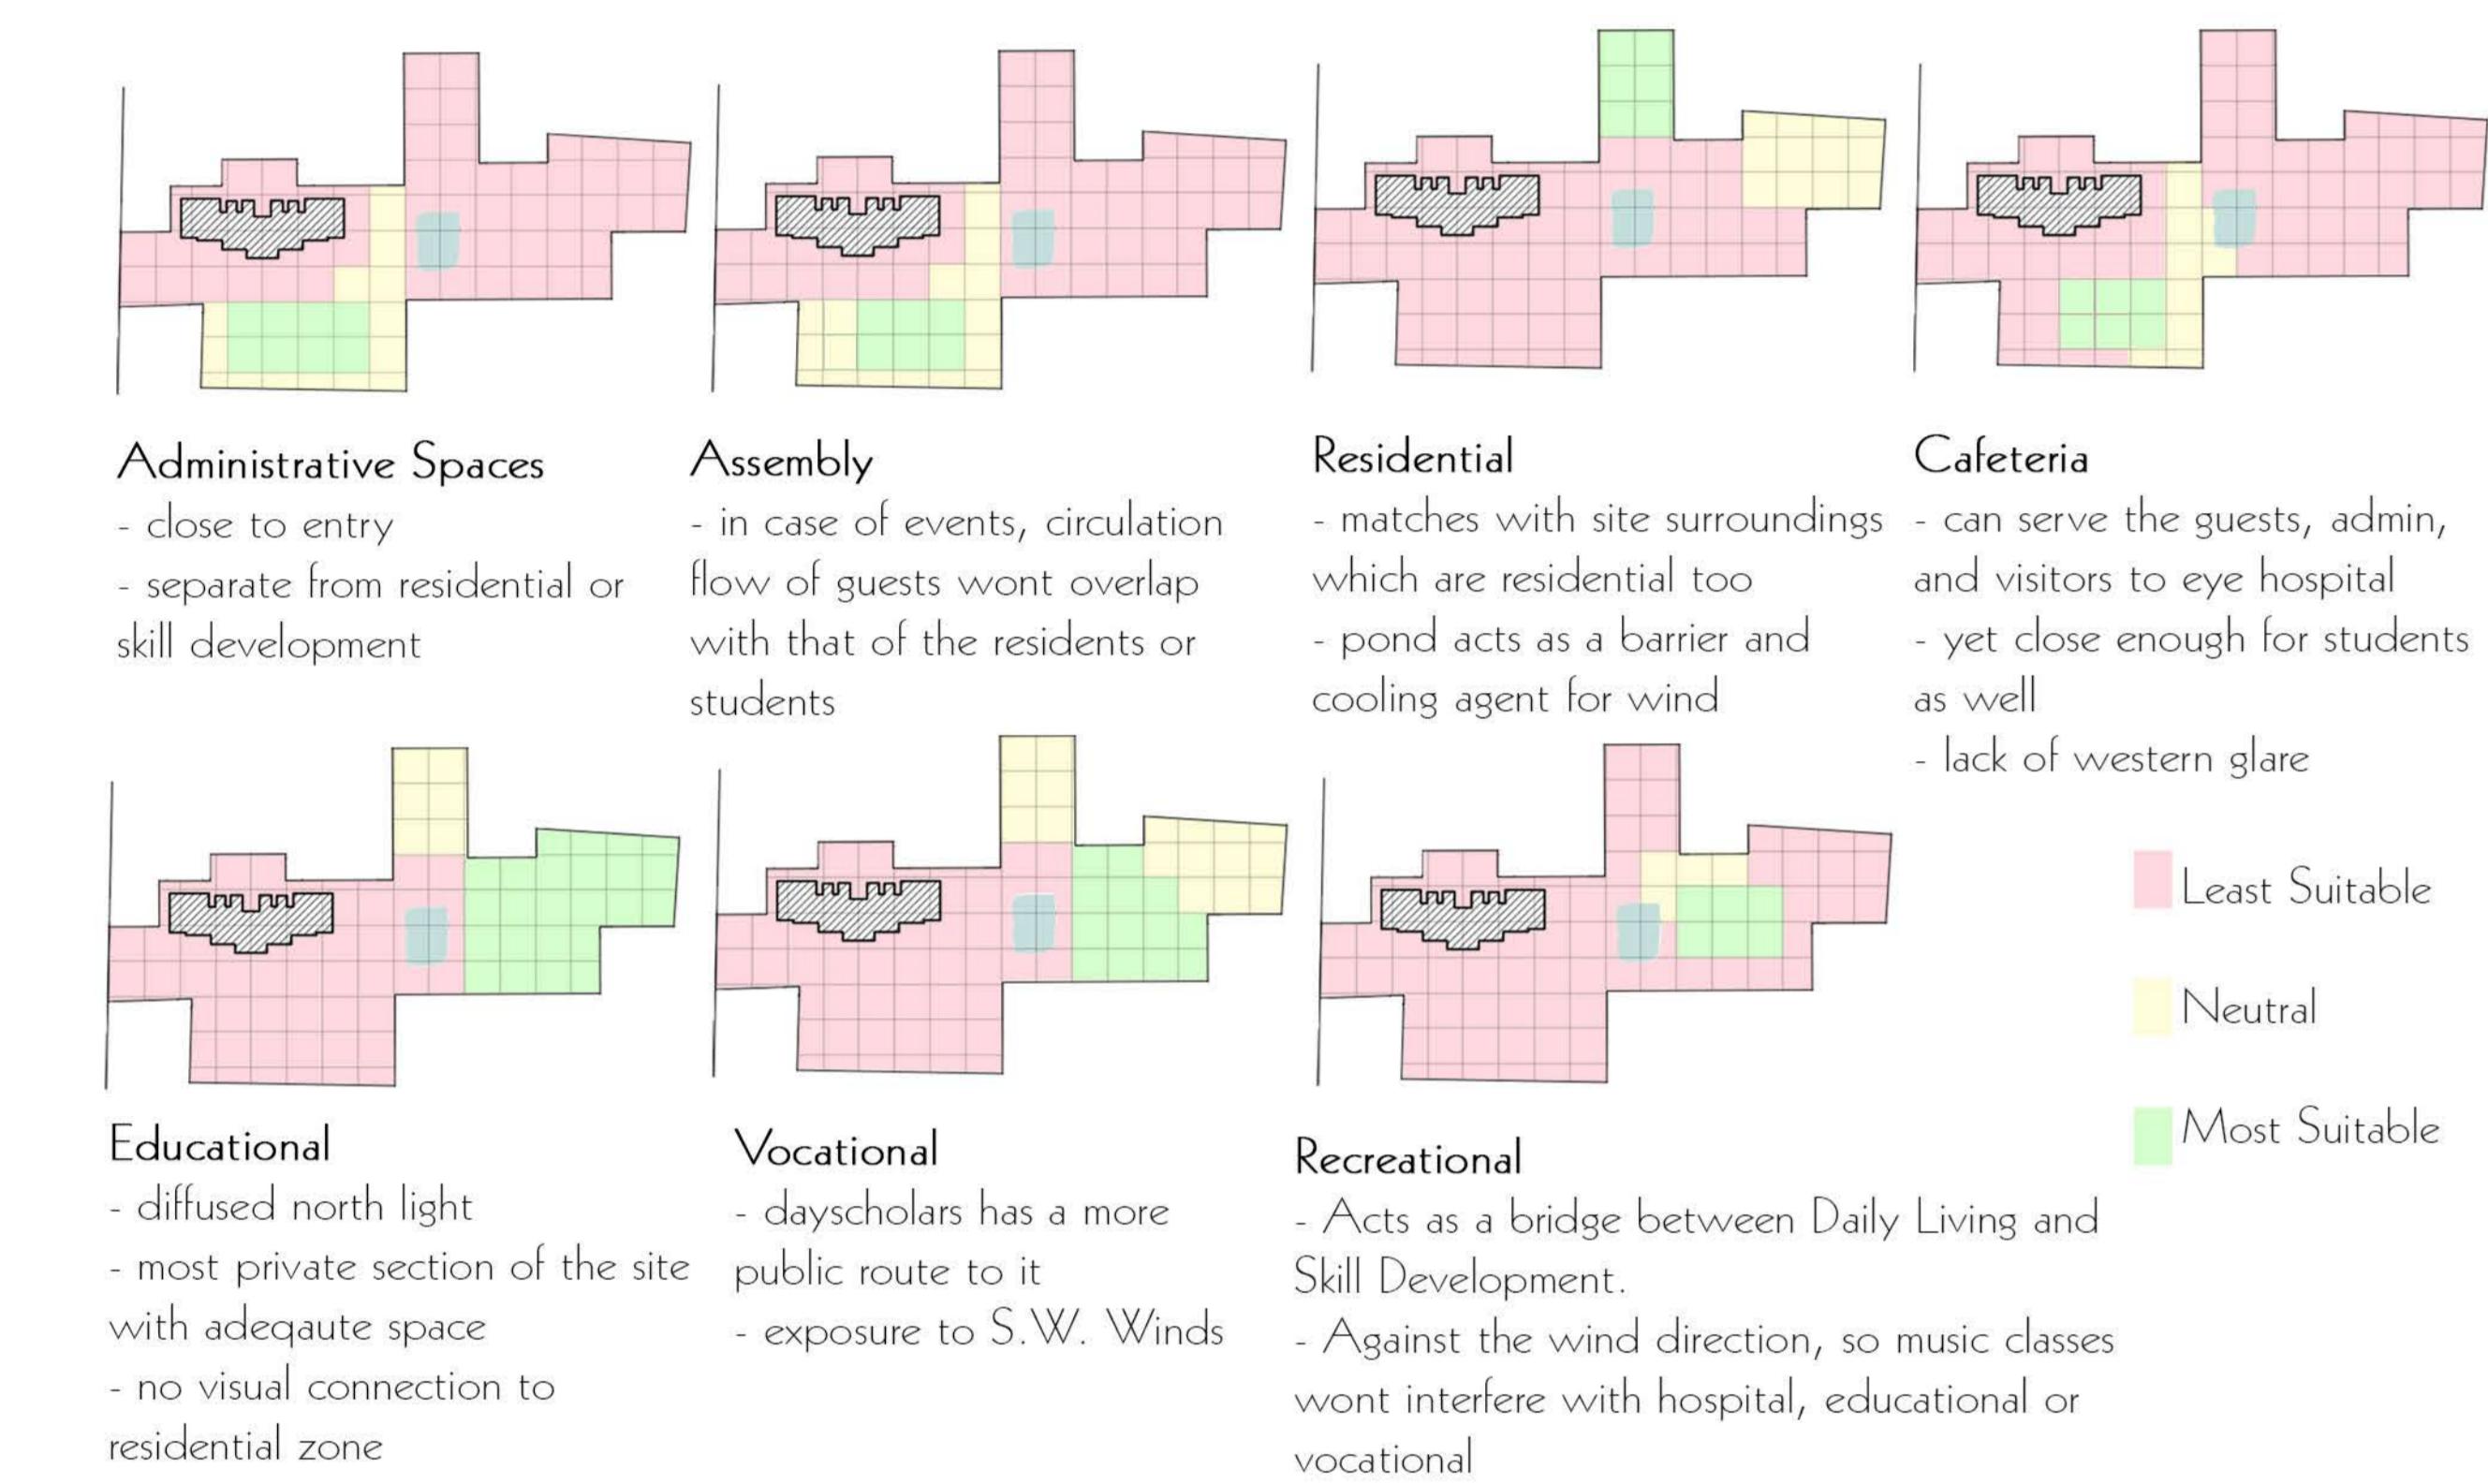 Administrative Spaces
- close to entry
- separate from residential or
skill development
Assembly
- in case of events, circulation
flow of guests wont overlap
with that of the residents or
students
Residential
- matches with site surroundings
which are residential too
- pond acts as a barrier and
cooling agent for wind
Cafeteria
- can serve the guests, admin,
and visitors to eye hospital
- yet close enough for students
as well
- lack of western glare
Educational
- diffused north light
- most private section of the site
with adeqaute space
- no visual connection to
residential zone
Vocational
- dayscholars has a more
public route to it
- exposure to S.W. Winds
Recreational
- Acts as a bridge between Daily Living and
Skill Development.
- Against the wind direction, so music classes
wont interfere with hospital, educational or
vocational
Least Suitable
Neutral
Most Suitable